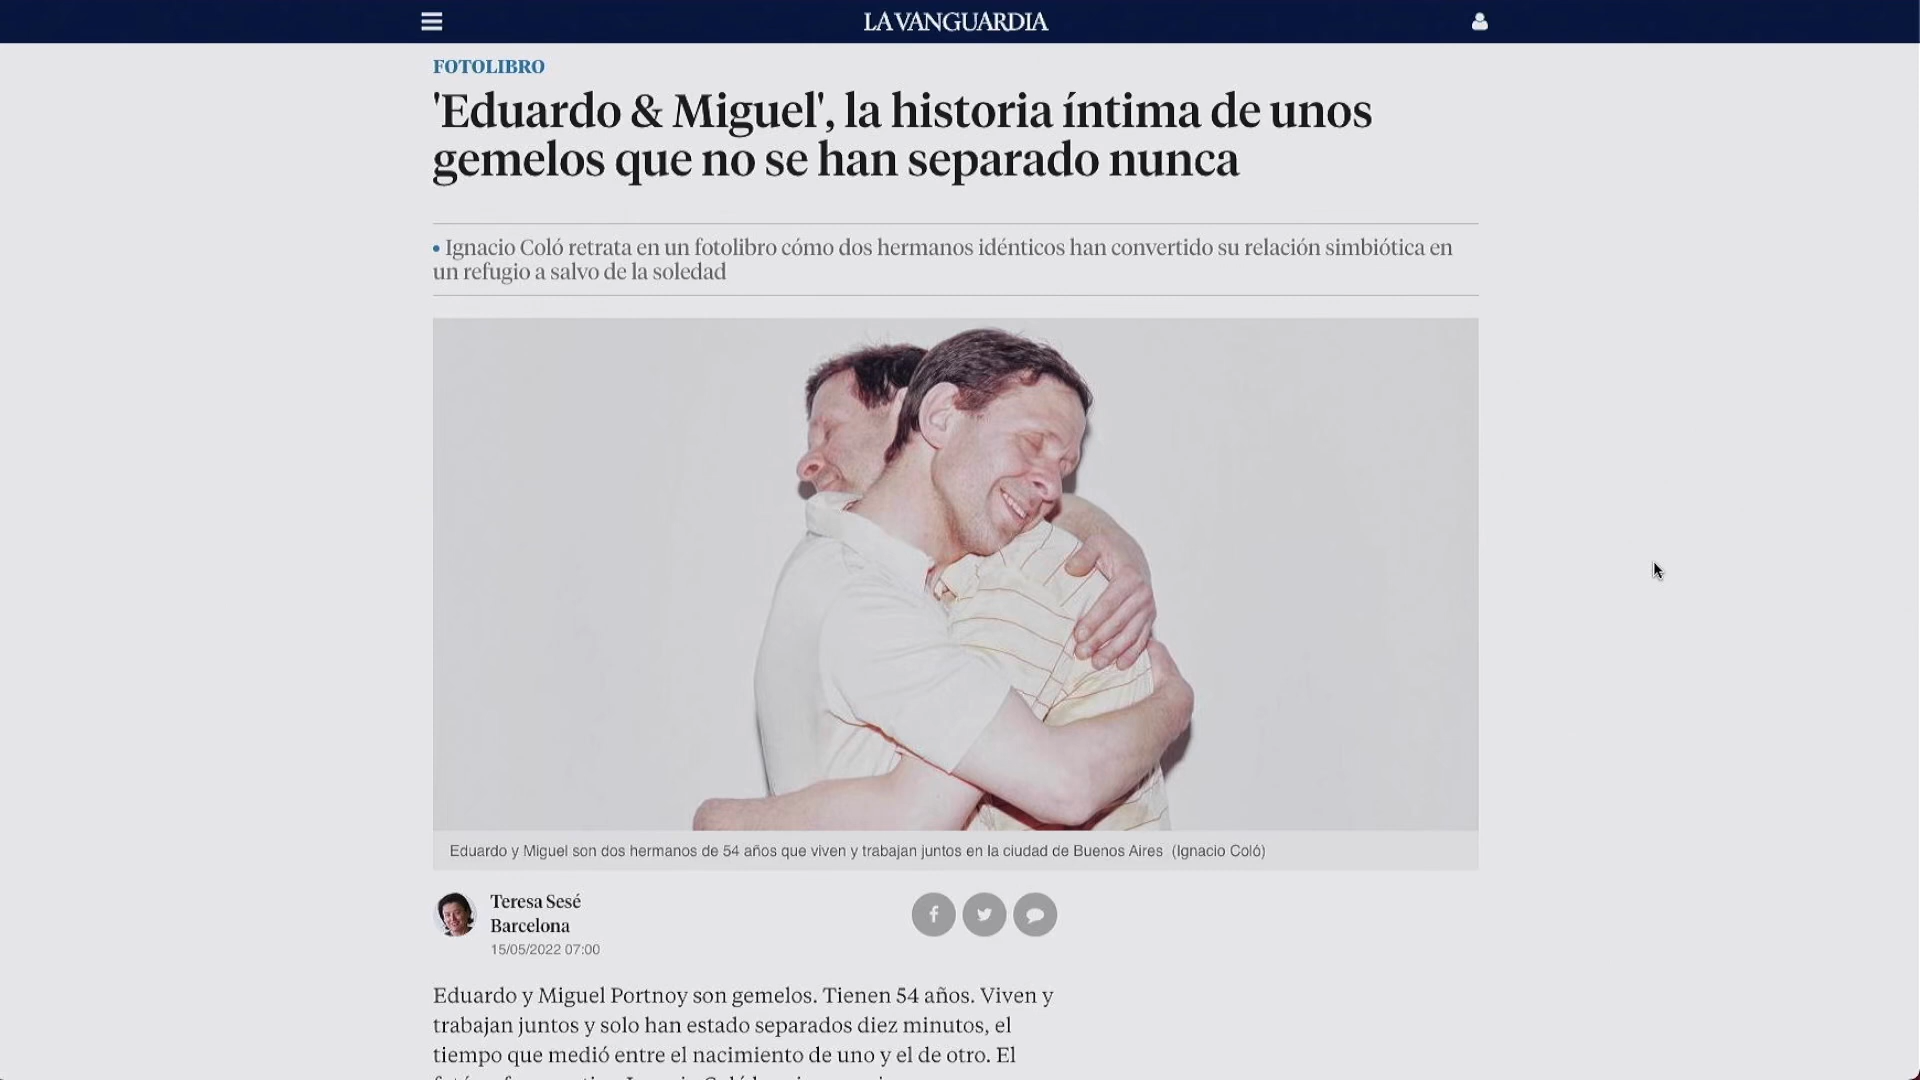 LA VANGUARDIA
FOTOLIBRO
'Eduardo & Miguel', la historia íntima de unos
gemelos que no se han separado nunca
• Ignacio Coló retrata en un fotolibro cómo dos hermanos idénticos han convertido su relación simbiótica en
un refugio a salvo de la soledad
Eduardo y Miguel son dos hermanos de 54 años que viven y trabajan juntos en la ciudad de Buenos Aires (Ignacio Coló)
Teresa Sesé
Barcelona
15/05/2022 07:00
Eduardo y Miguel Portnoy son gemelos. Tienen 54 años. Viven y
trabajan juntos y solo han estado separados diez minutos, el
tiempo que medió entre el nacimiento de uno y el de otro. El